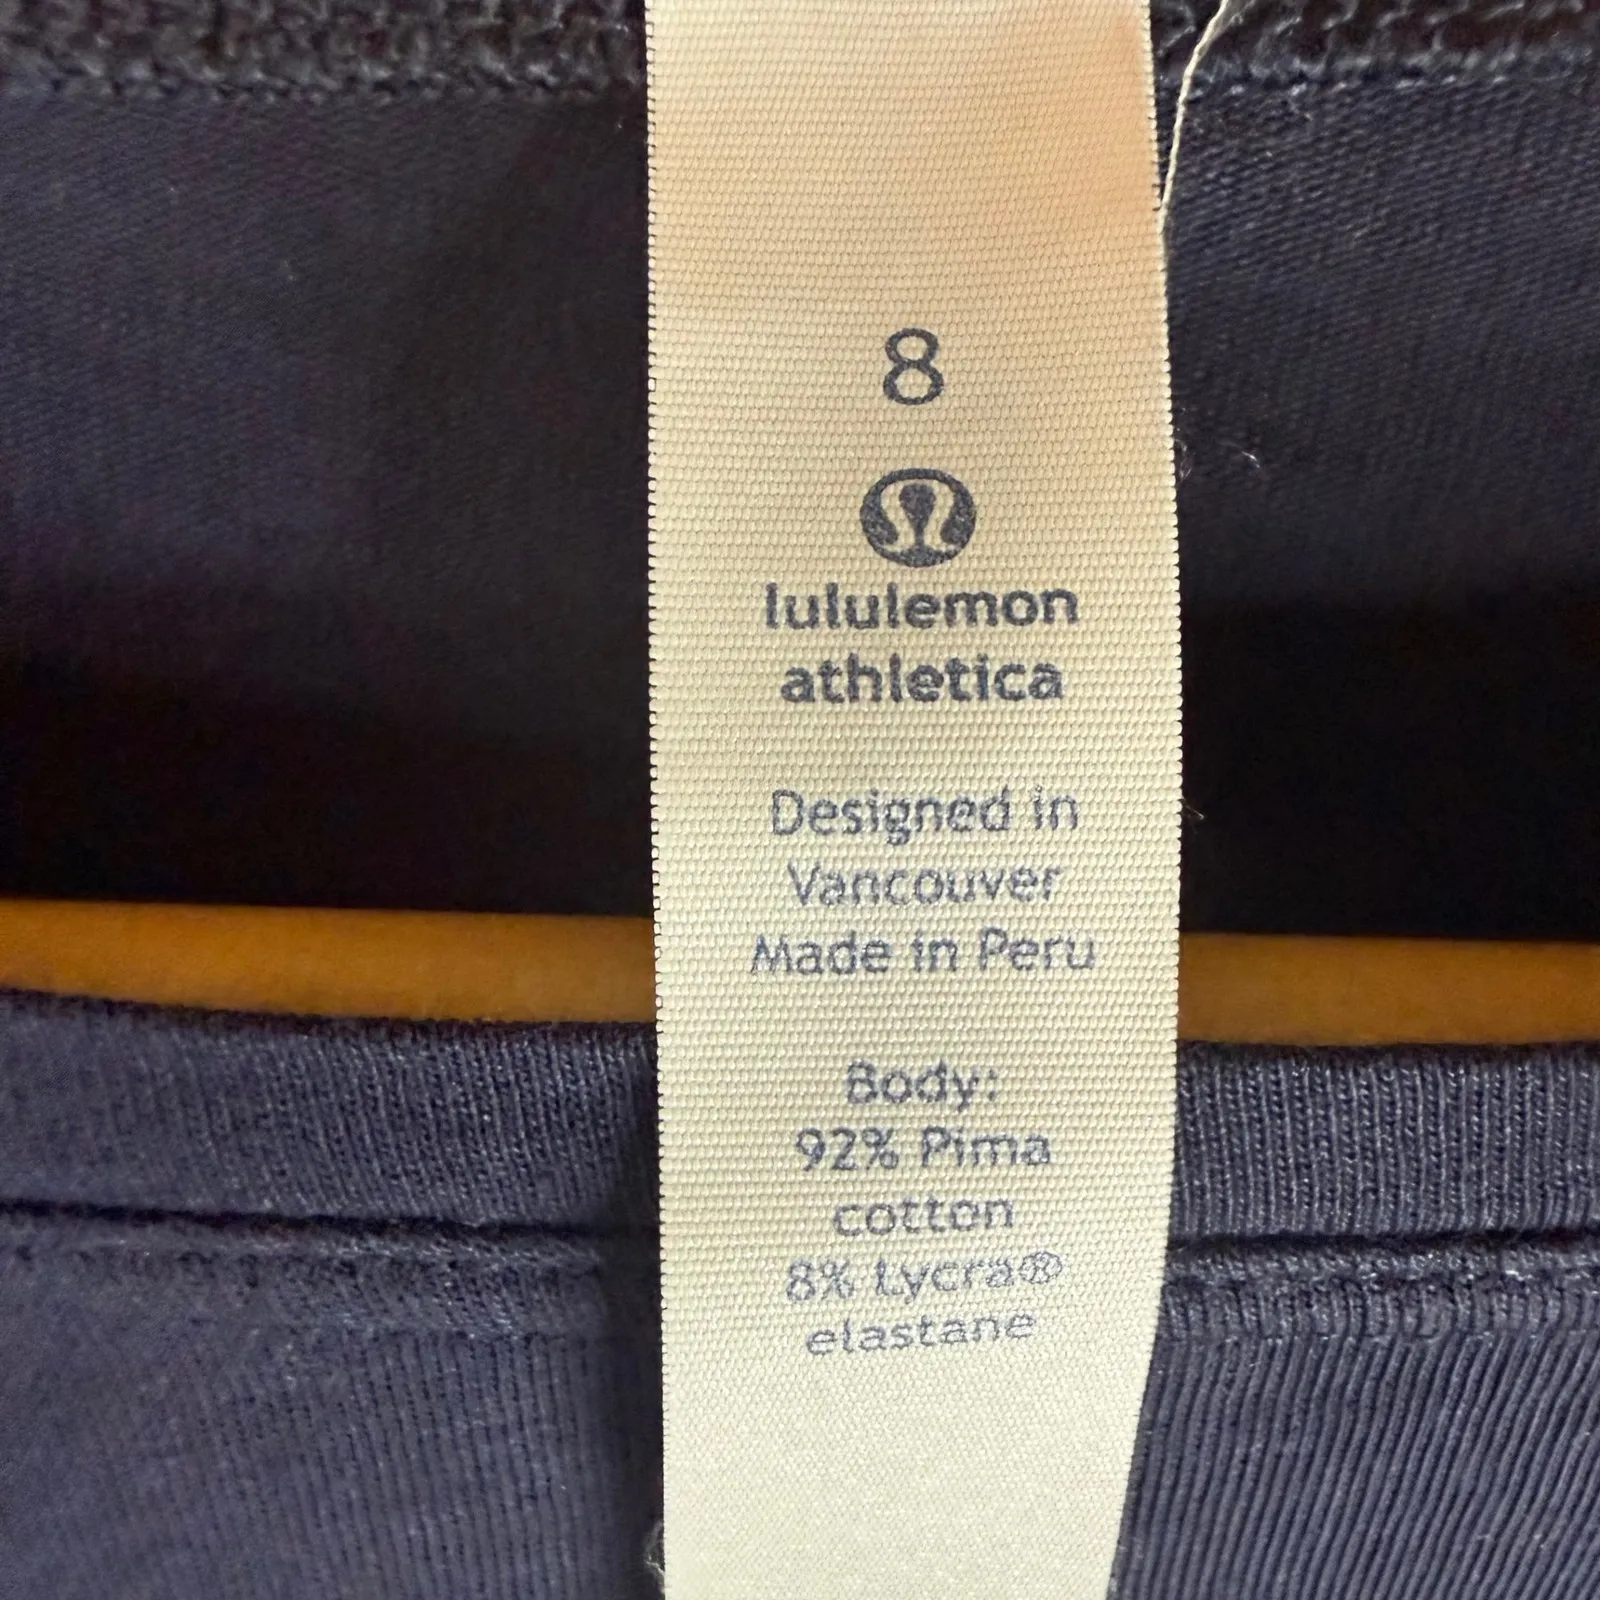 8
lululemon
athletica
Designed in
Vancouver
Made in Peru
Body:
92% Pima
cotton
8% Lycra®
elastane